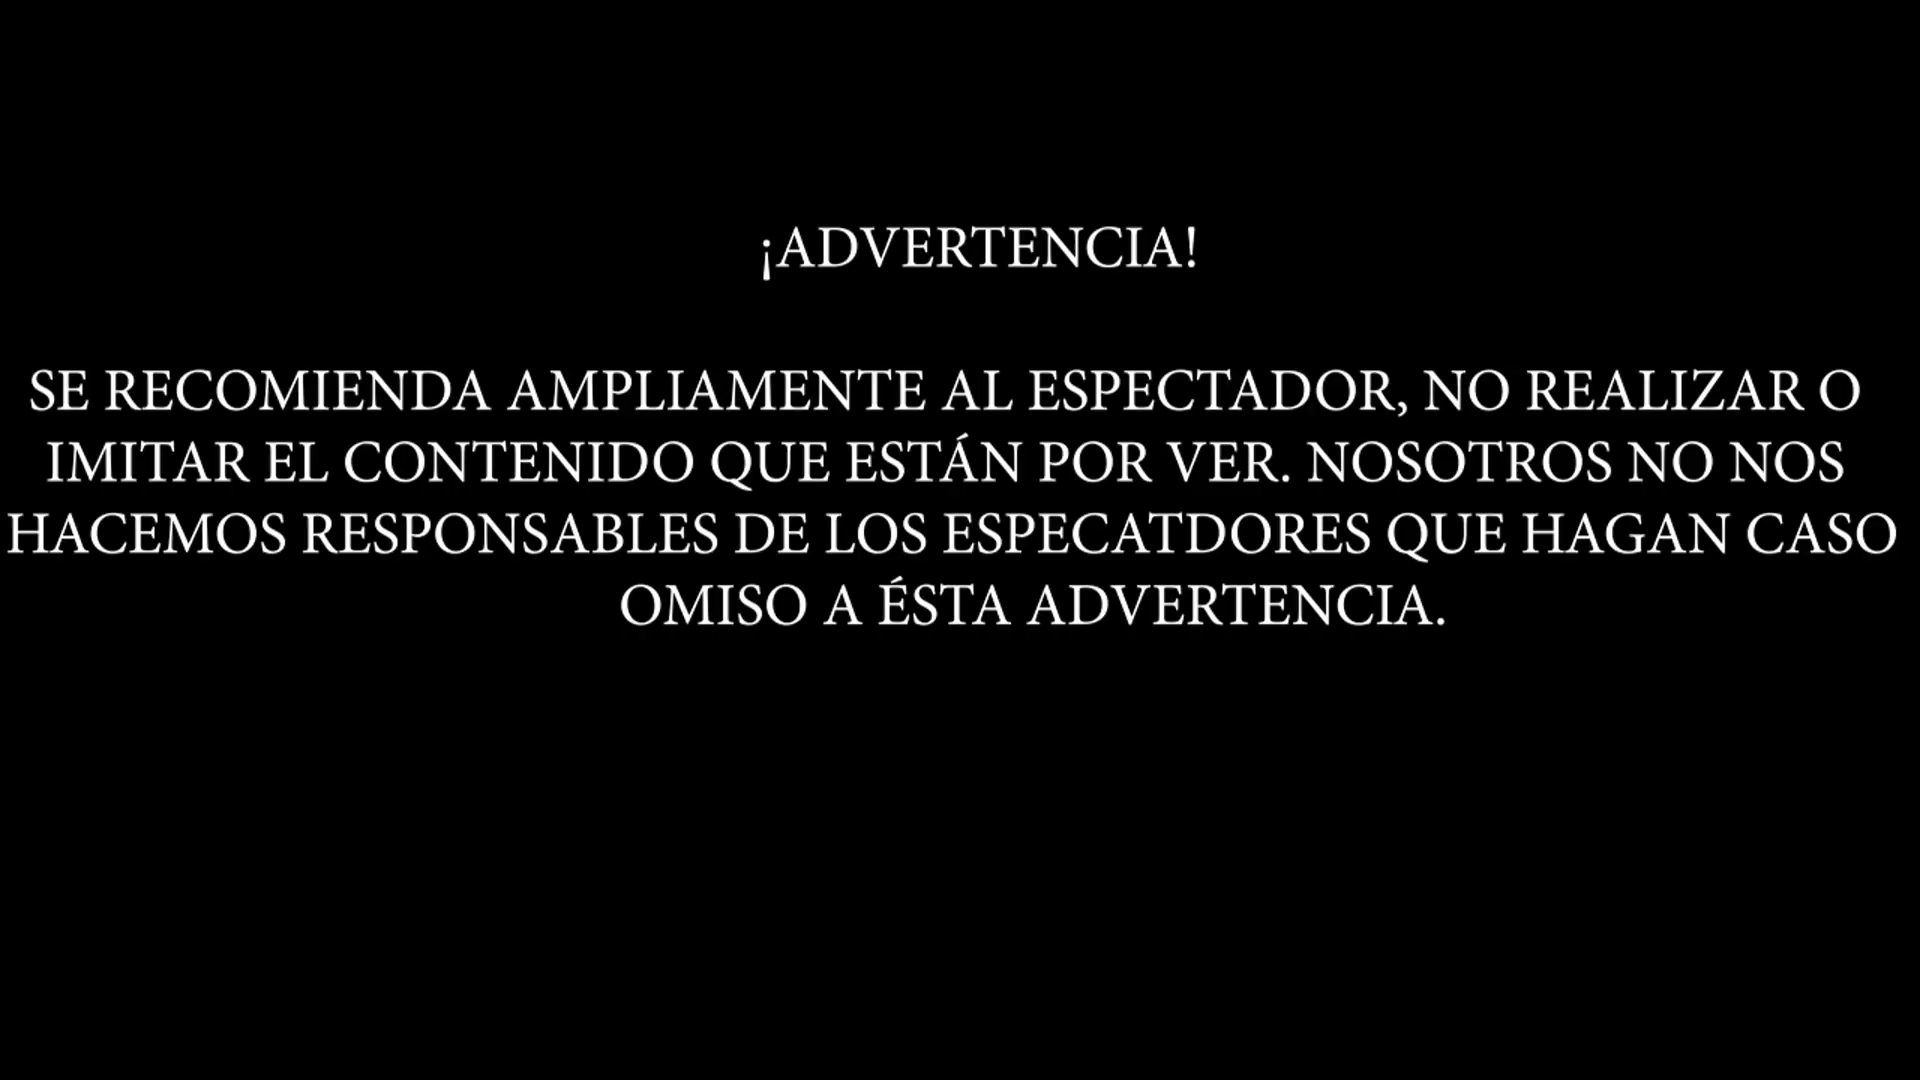 ¡ADVERTENCIA!
SE RECOMIENDA AMPLIAMENTE AL ESPECTADOR, NO REALIZAR O
IMITAR EL CONTENIDO QUE ESTÁN POR VER. NOSOTROS NO NOS
HACEMOS RESPONSABLES DE LOS ESPECATDORES QUE HAGAN CASO
OMISO A ÉSTA ADVERTENCIA.